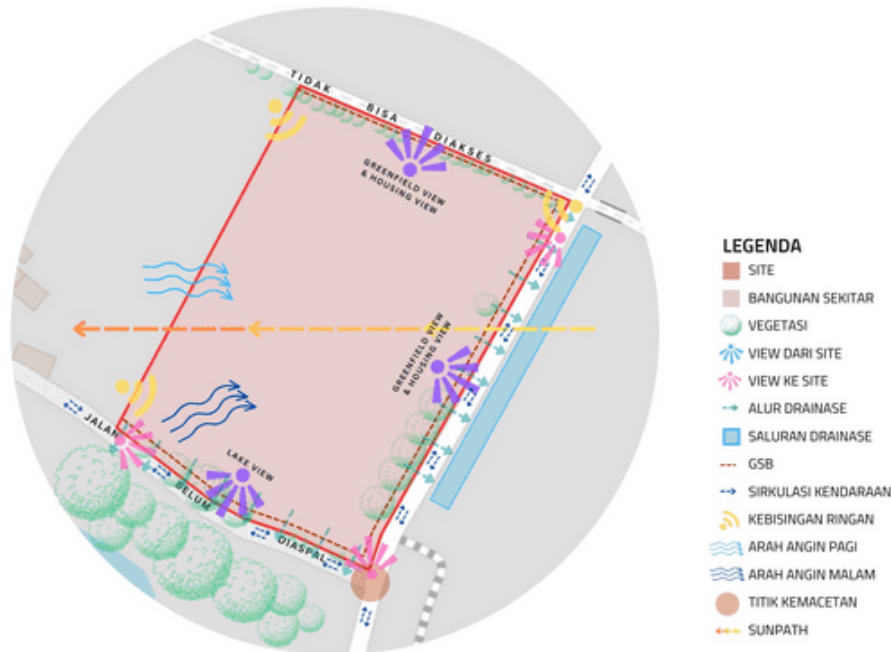 TIDAK BISA DIAKSES
GREENFIELD VIEW
& HOUSING VIEW
GREENFIELD VIEW
& HOUSING VIEW
LAKE VIEW
JALAN BELUM DIASPAL
LEGENDA
SITE
BANGUNAN SEKITAR
VEGETASI
VIEW DARI SITE
VIEW KE SITE
ALUR DRAINASE
SALURAN DRAINASE
GSB
SIRKULASI KENDARAAN
KEBISINGAN RINGAN
ARAH ANGIN PAGI
ARAH ANGIN MALAM
TITIK KEMACETAN
SUNPATH